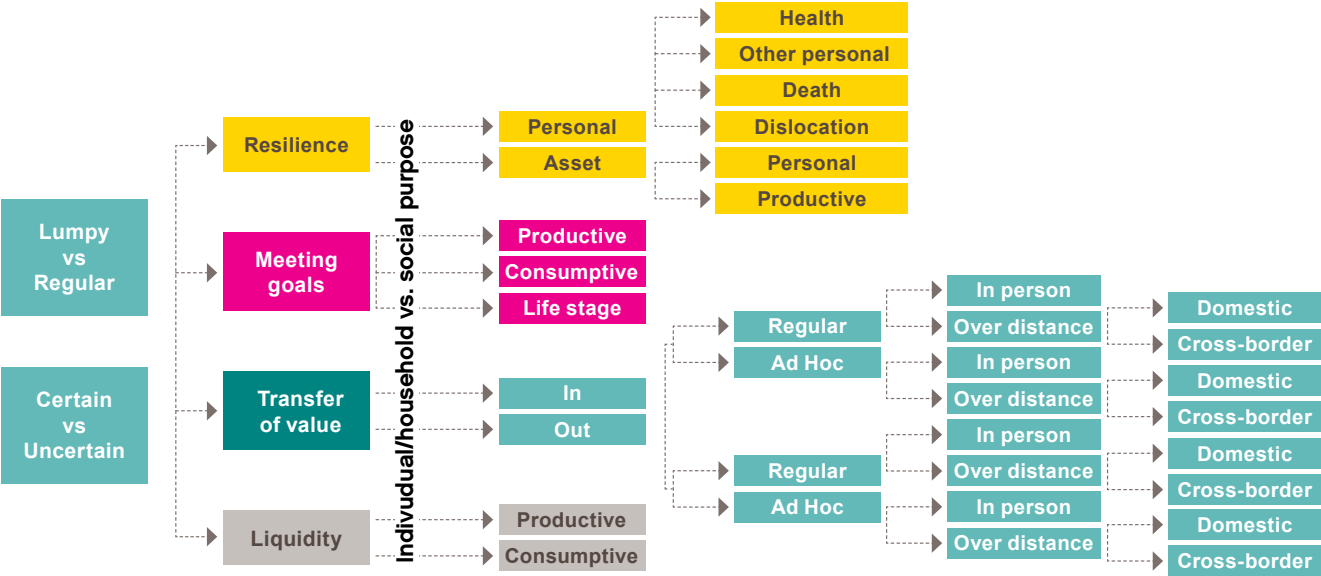 Lumpy
vs
Regular
Certain
vs
Uncertain
Resilience
Meeting
goals
Transfer
of value
Liquidity
Indivudual/household vs. social purpose
Personal
Asset
Productive
Consumptive
Life stage
In
Out
Productive
Consumptive
Health
Other personal
Death
Dislocation
Personal
Productive
Regular
Ad Hoc
Regular
Ad Hoc
In person
Over distance
In person
Over distance
In person
Over distance
In person
Over distance
Domestic
Cross-border
Domestic
Cross-border
Domestic
Cross-border
Domestic
Cross-border